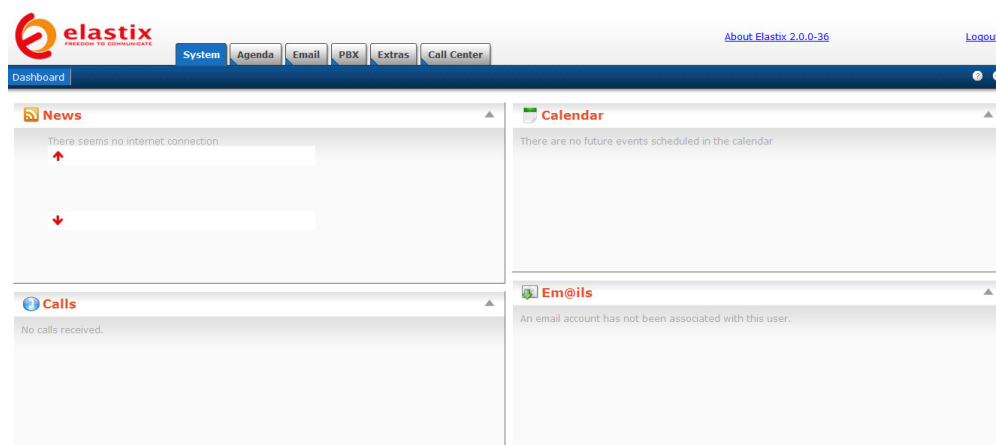 elastix
FREEDOM TO COMMUNICATE
System Agenda Email PBX Extras Call Center
About Elastix 2.0.0-36
Logout
Dashboard
News
There seems no internet connection
Calendar
There are no future events scheduled in the calendar
Calls
No calls received.
Em@ils
An email account has not been associated with this user.